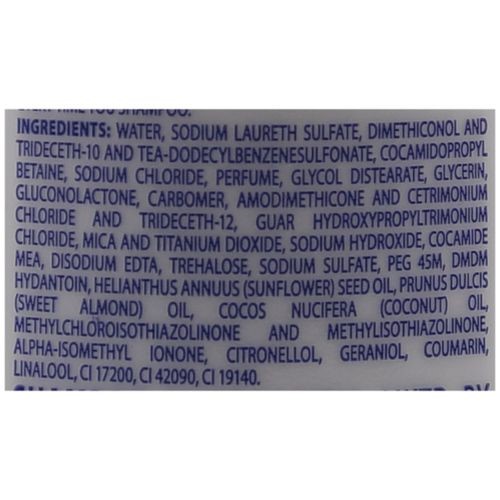 TIME YOU SHAMPOO.
INGREDIENTS: WATER, SODIUM LAURETH SULFATE, DIMETHICONOL AND
TRIDECETH-10 AND TEA-DODECYLBENZENESULFONATE, COCAMIDOPROPYL
BETAINE, SODIUM CHLORIDE, PERFUME, GLYCOL DISTEARATE, GLYCERIN,
GLUCONOLACTONE, CARBOMER, AMODIMETHICONE AND CETRIMONIUM
CHLORIDE AND TRIDECETH-12, GUAR HYDROXYPROPYLTRIMONIUM
CHLORIDE, MICA AND TITANIUM DIOXIDE, SODIUM HYDROXIDE, COCAMIDE
MEA, DISODIUM EDTA, TREHALOSE, SODIUM SULFATE, PEG 45M, DMDM
HYDANTOIN, HELIANTHUS ANNUUS (SUNFLOWER) SEED OIL, PRUNUS DULCIS
(SWEET ALMOND) OIL, COCOS NUCIFERA (COCONUT) OIL,
METHYLCHLOROISOTHIAZOLINONE AND METHYLISOTHIAZOLINONE,
ALPHA-ISOMETHYL IONONE, CITRONELLOL, GERANIOL, COUMARIN,
LINALOOL, CI 17200, CI 42090, CI 19140.